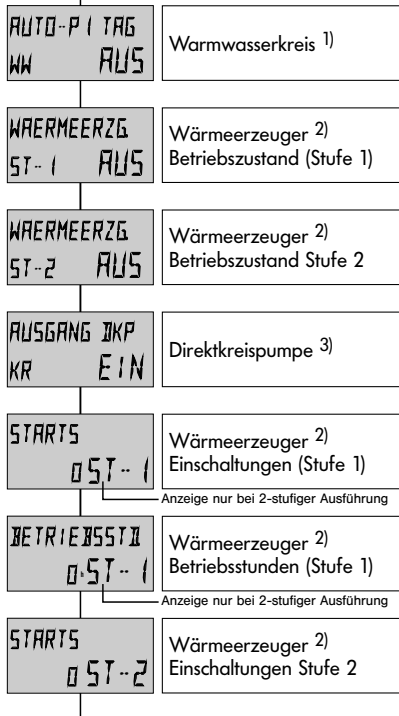 AUTO-P1 TAG
WW AUS
Warmwasserkreis 1)
WAERMEERZG.
ST-1 AUS
Wärmeerzeuger 2)
Betriebszustand (Stufe 1)
WAERMEERZG.
ST-2 AUS
Wärmeerzeuger 2)
Betriebszustand Stufe 2
AUSGANG DKP
KR EIN
Direktkreispumpe 3)
STARTS
0 ST-1
Wärmeerzeuger 2)
Einschaltungen (Stufe 1)
Anzeige nur bei 2-stufiger Ausführung
BETRIEBSSTD
0.ST-1
Wärmeerzeuger 2)
Betriebsstunden (Stufe 1)
Anzeige nur bei 2-stufiger Ausführung
STARTS
0 ST-2
Wärmeerzeuger 2)
Einschaltungen Stufe 2